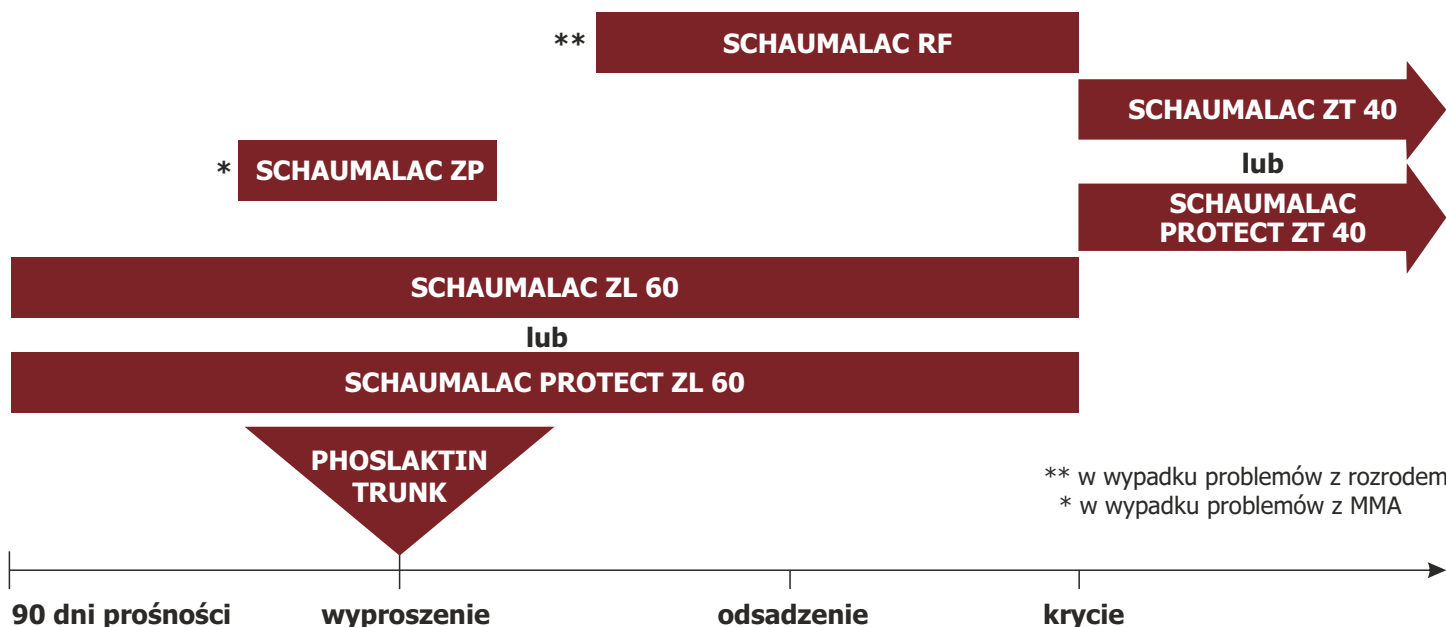 ** SCHAUMALAC RF
SCHAUMALAC ZT 40
lub
* SCHAUMALAC ZP
SCHAUMALAC
PROTECT ZT 40
SCHAUMALAC ZL 60
lub
SCHAUMALAC PROTECT ZL 60
PHOSLAKTIN
TRUNK
** w wypadku problemów z rozrodem
* w wypadku problemów z MMA
90 dni prośności wyproszenie odsadzenie krycie